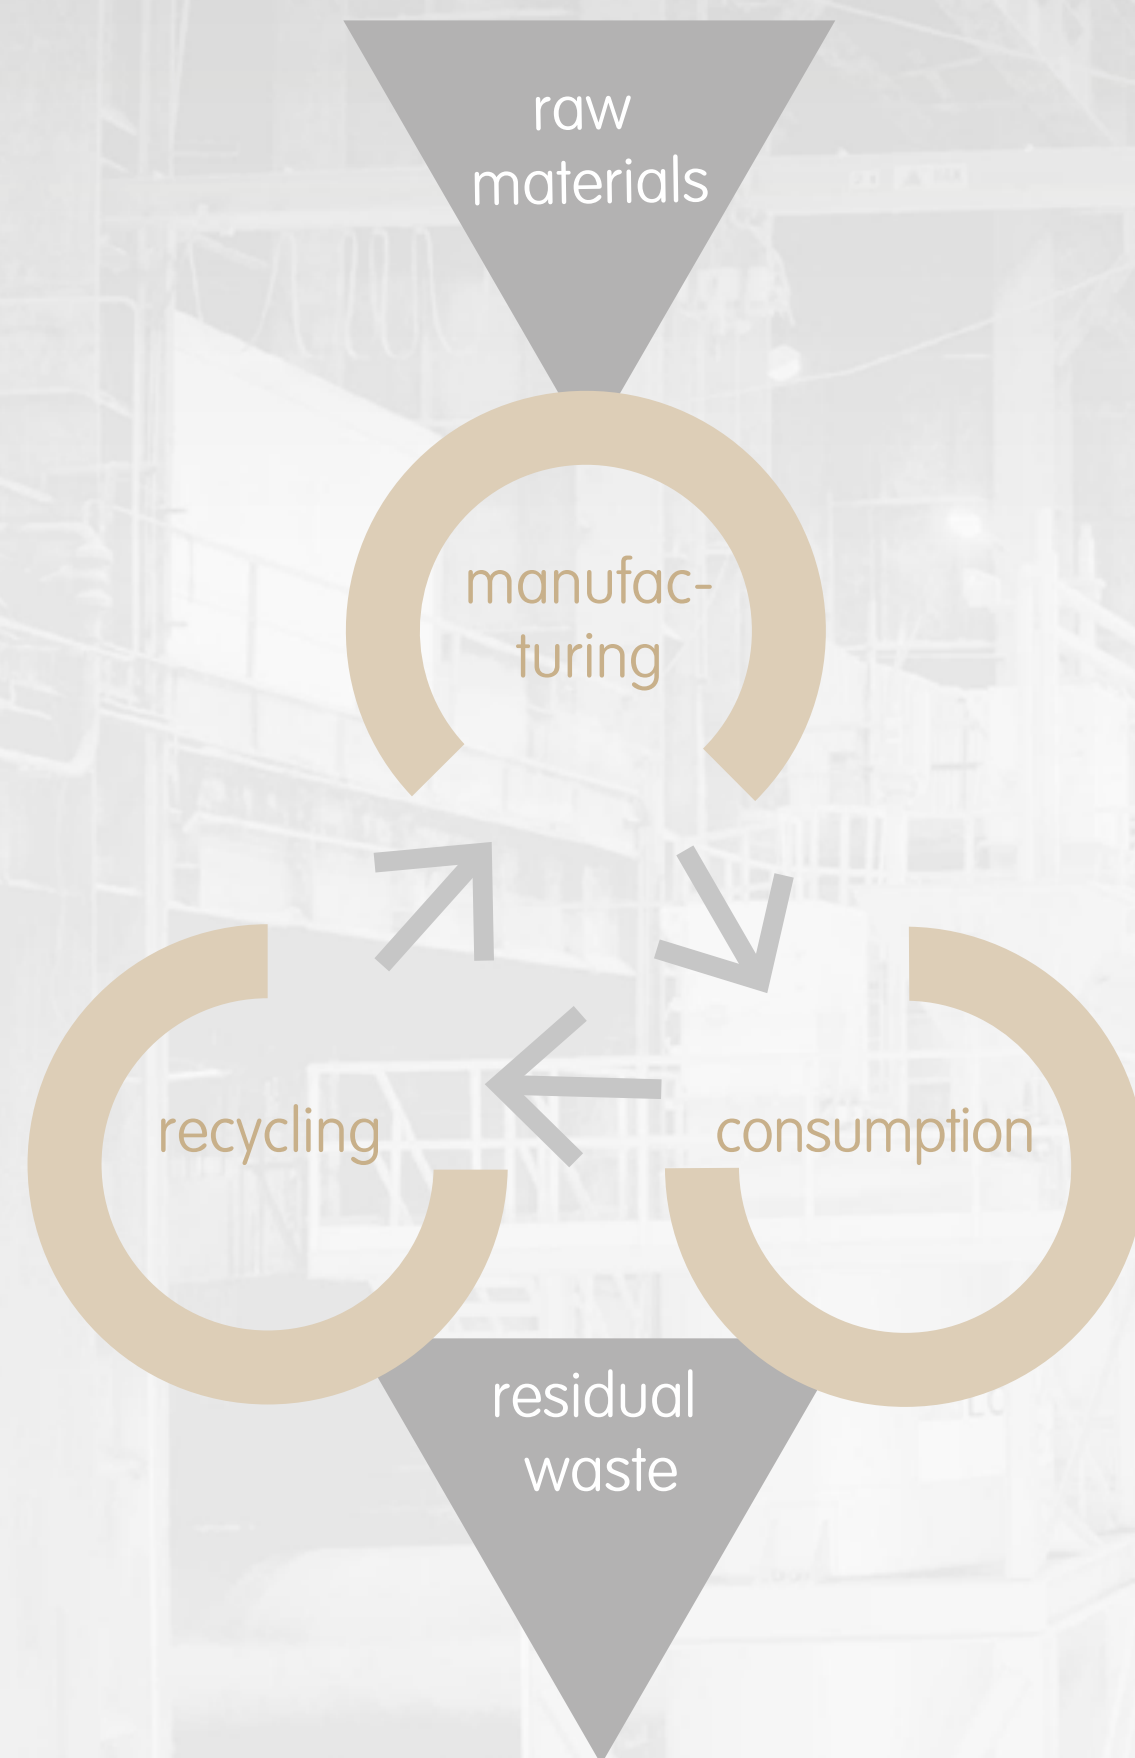 raw
materials
manufac-
turing
recycling
consumption
residual
waste